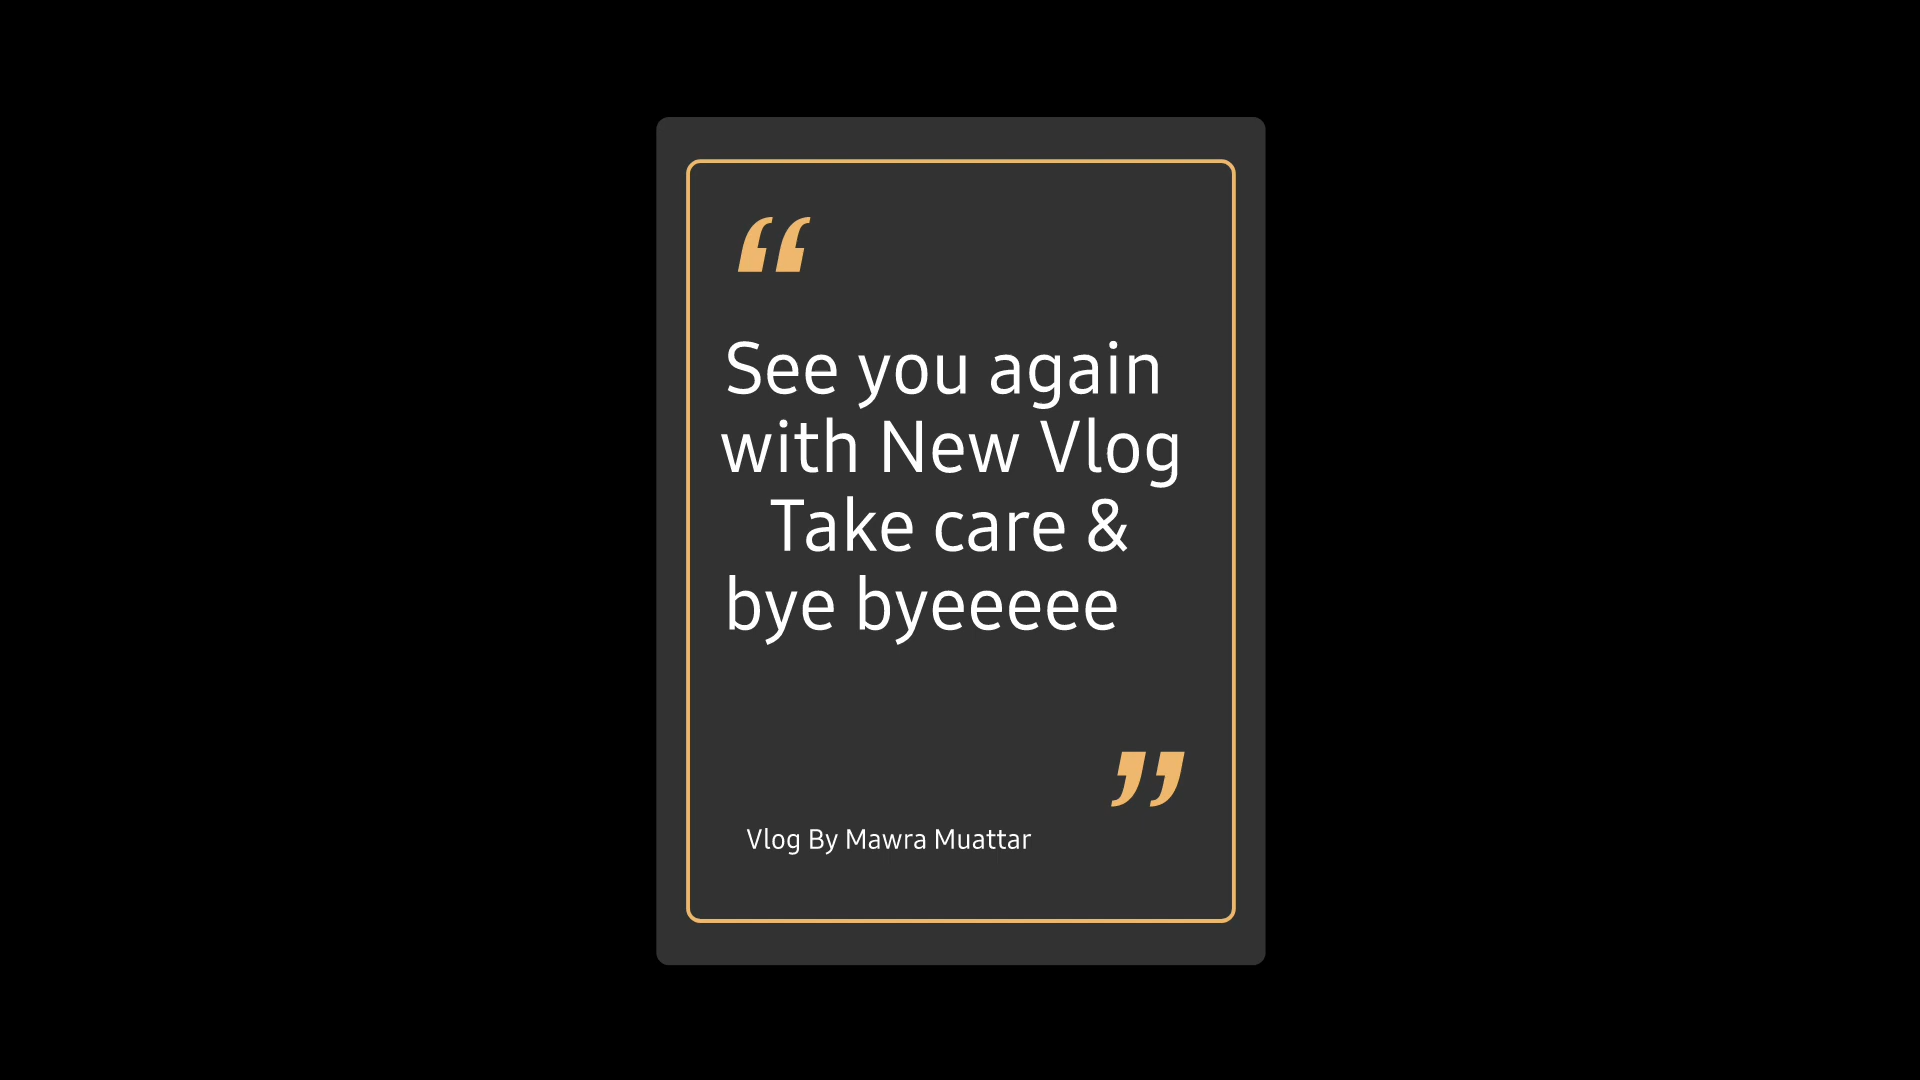 “
See you again
with New Vlog
Take care &
bye byeeeee
”
Vlog By Mawra Muattar